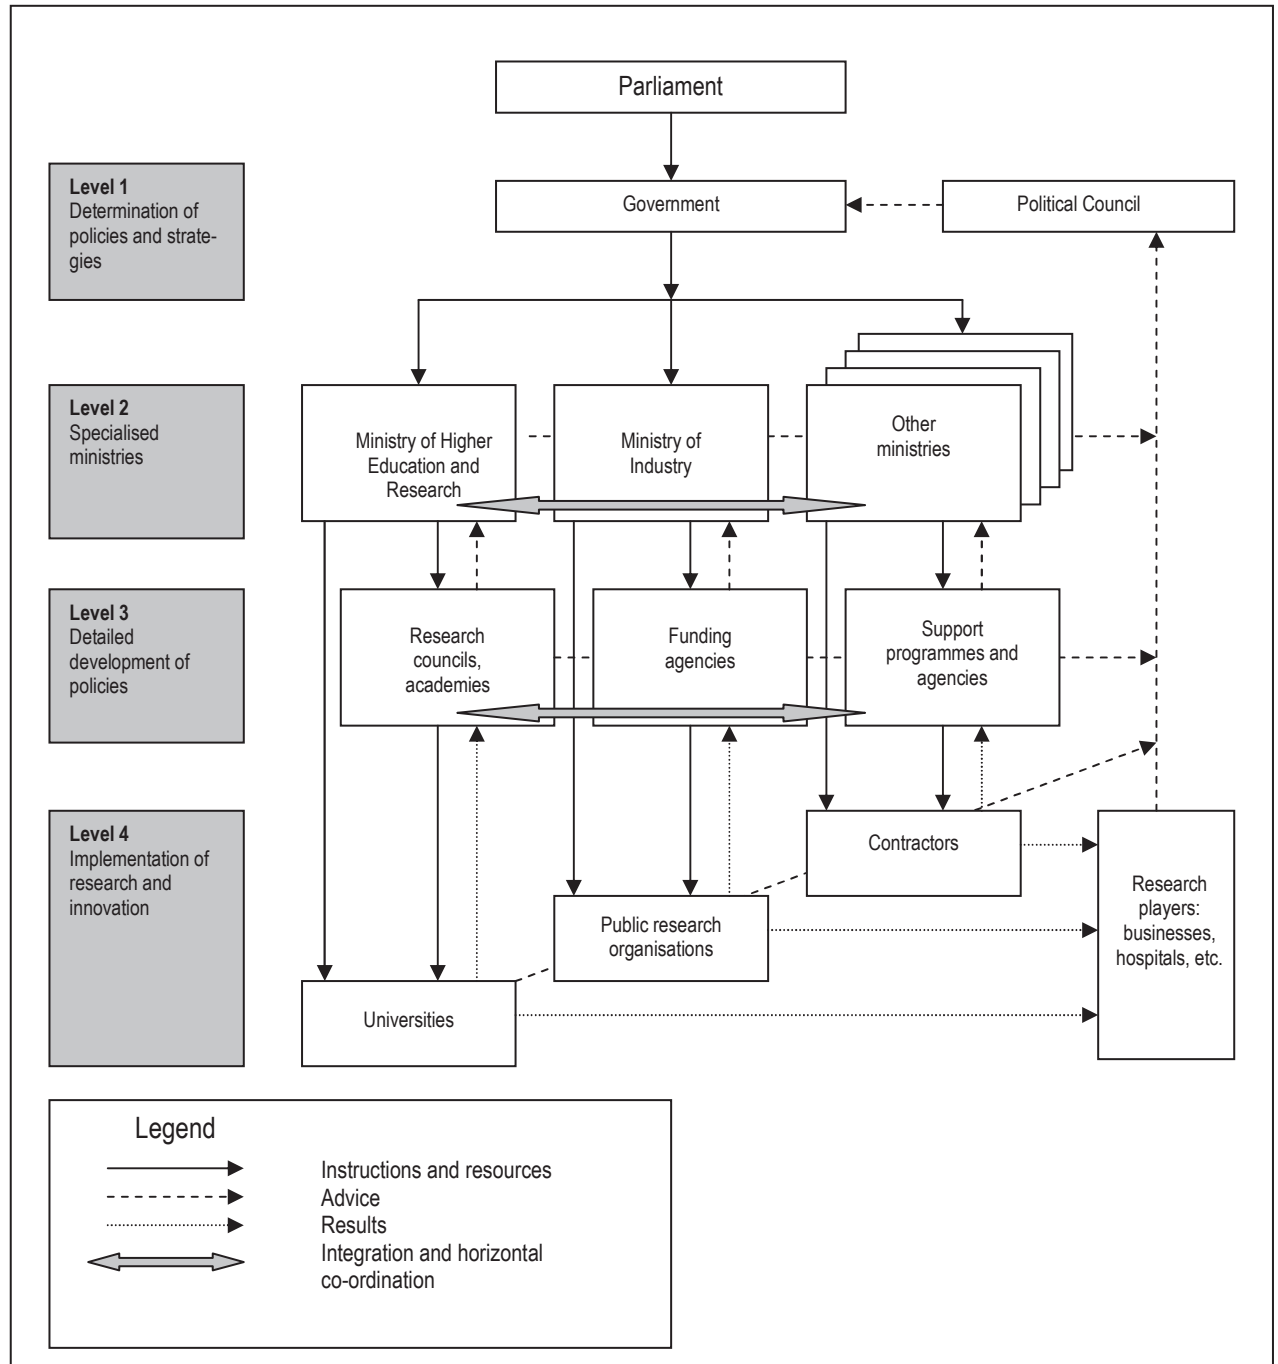 Parliament
Level 1
Determination of
policies and strate-
gies
Government
Political Council
Level 2
Specialised
ministries
Ministry of Higher
Education and
Research
Ministry of
Industry
Other
ministries
Level 3
Detailed
development of
policies
Research
councils,
academies
Funding
agencies
Support
programmes and
agencies
Level 4
Implementation of
research and
innovation
Contractors
Public research
organisations
Universities
Research
players:
businesses,
hospitals, etc.
Legend
Instructions and resources
Advice
Results
Integration and horizontal
co-ordination